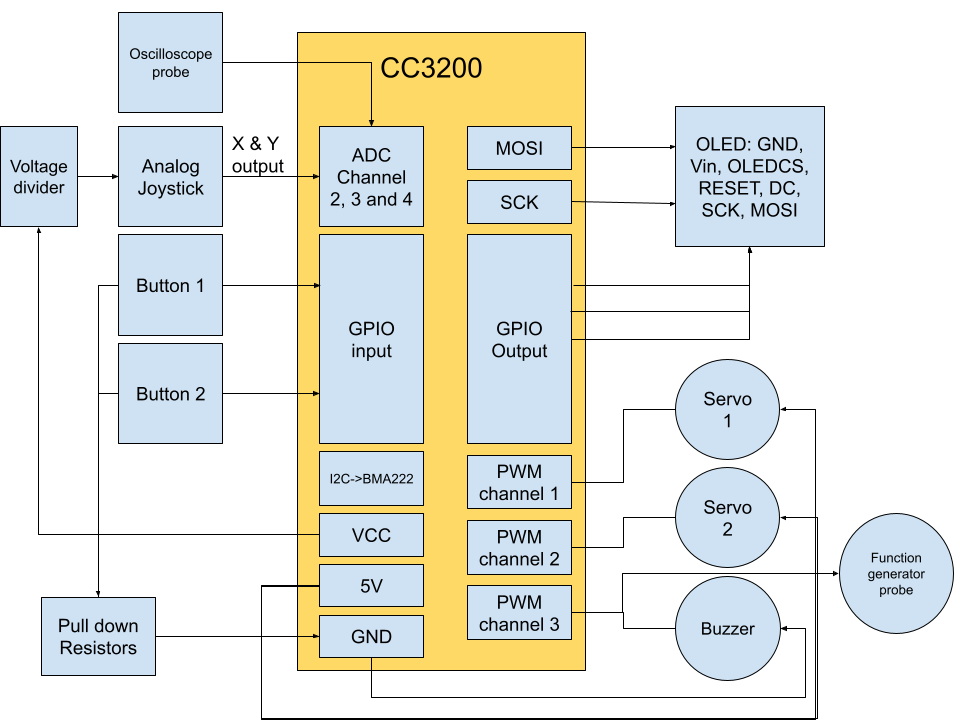 Oscilloscope
probe
CC3200
Voltage
divider
Analog
Joystick
X & Y
output
ADC
Channel
2, 3 and 4
MOSI
SCK
OLED: GND,
Vin, OLEDCS,
RESET, DC,
SCK, MOSI
Button 1
Button 2
GPIO
input
GPIO
Output
Servo
1
I2C->BMA222
PWM
channel 1
Servo
2
VCC
PWM
channel 2
Function
generator
probe
5V
PWM
channel 3
Pull down
Resistors
GND
Buzzer